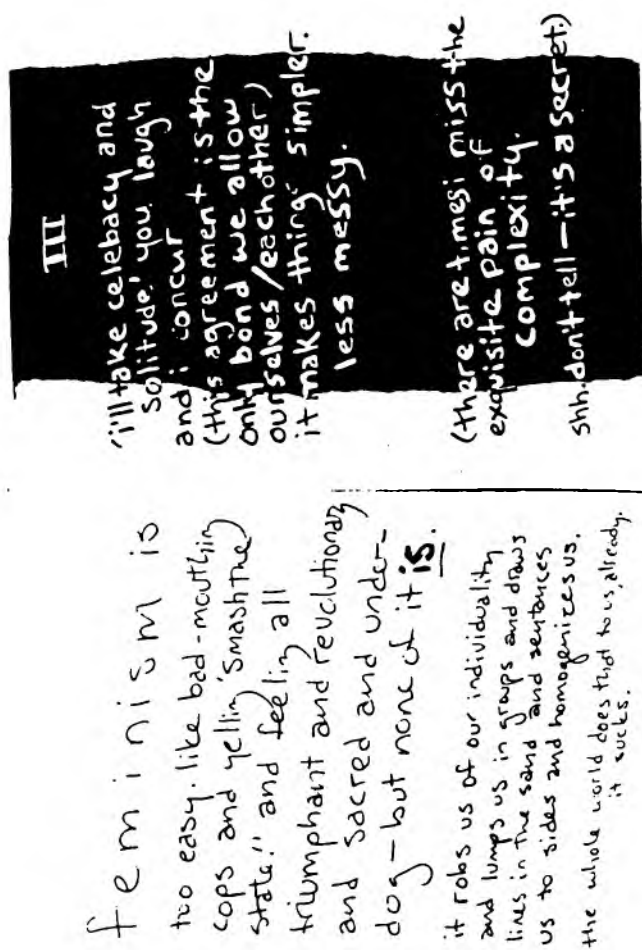 feminism is
too easy. like bad-mouthing
cops and yellin' "smash the
state!" and feeling all
triumphant and revolutionary
and sacred and under-
dog — but none of it is.
it robs us of our individuality
and lumps us in groups and draws
lines in the sand and sentances
us to sides and homogenizes us.
the whole world does that to us, already.
it sucks.
III
"i'll take celebacy and
solitude," you laugh
and i concur
(this agreement is the
only bond we allow
ourselves/each other)
it makes things simpler.
less messy.
(there are times i miss the
exquisite pain of
complexity.
shh. don't tell — it's a secret.)